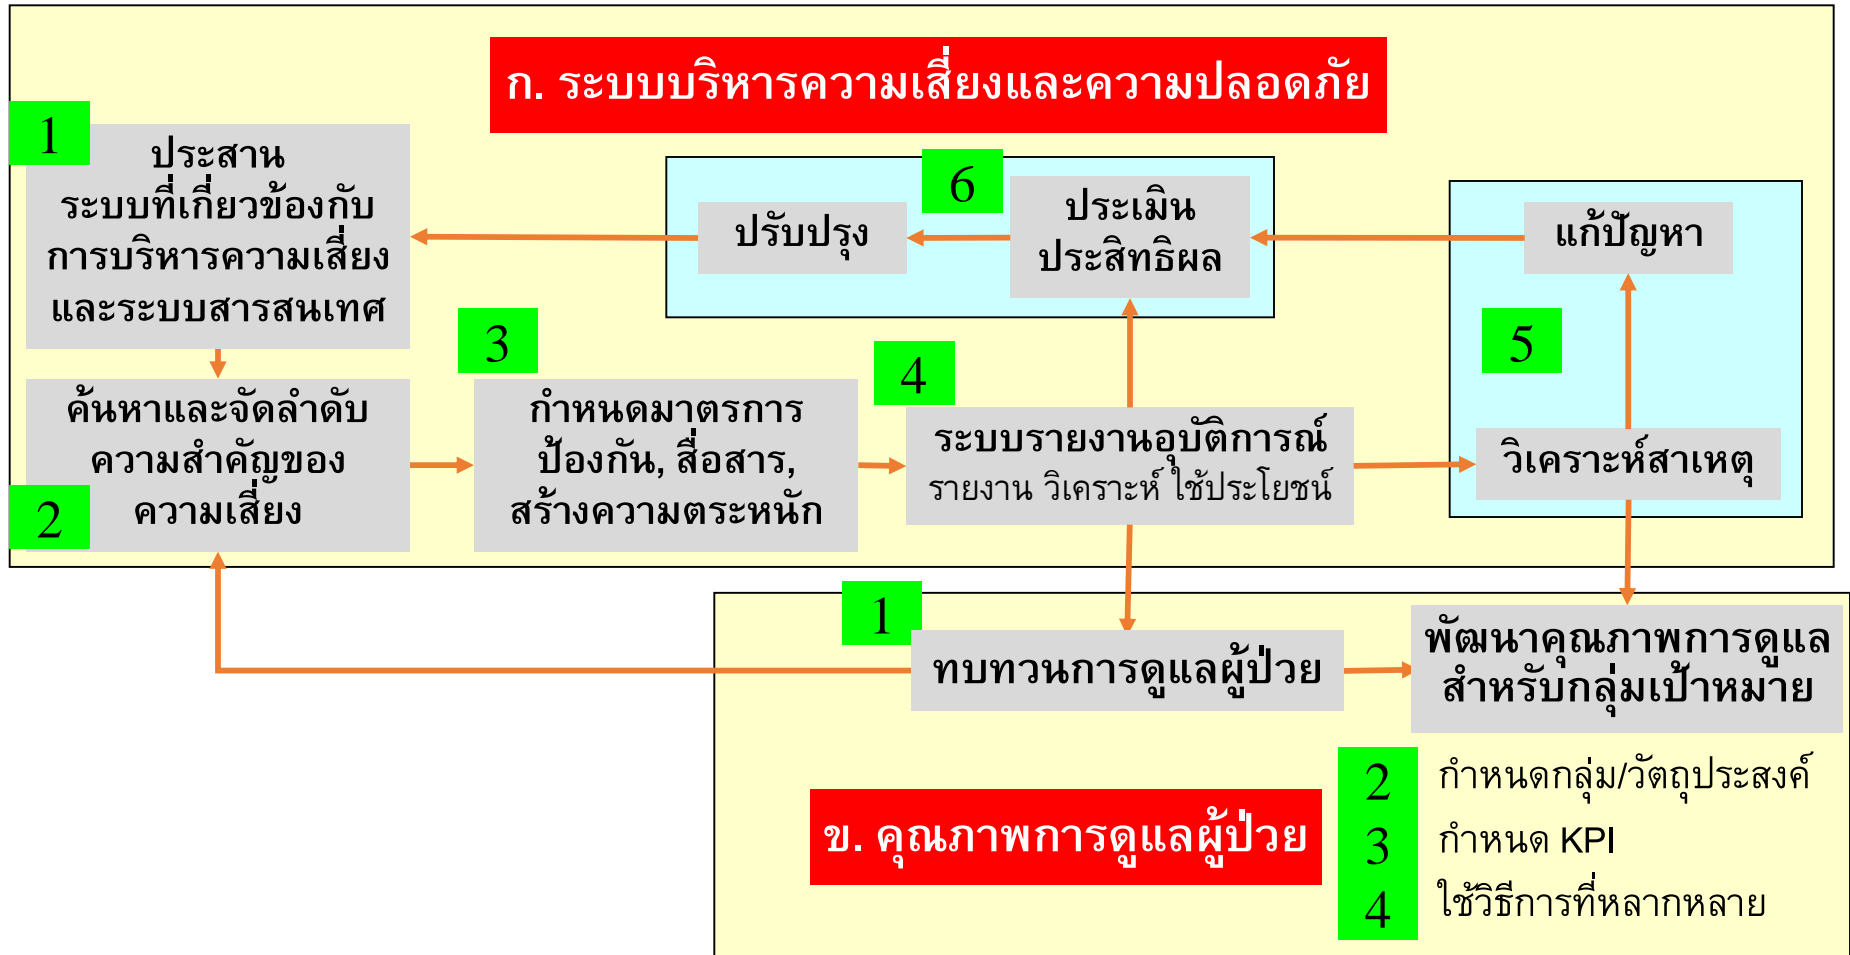 ก. ระบบบริหารความเสี่ยงและความปลอดภัย
1
ประสาน
ระบบที่เกี่ยวข้องกับ
การบริหารความเสี่ยง
และระบบสารสนเทศ
2
ค้นหาและจัดลำดับ
ความสำคัญของ
ความเสี่ยง
3
กำหนดมาตรการ
ป้องกัน, สื่อสาร,
สร้างความตระหนัก
4
ระบบรายงานอุบัติการณ์
รายงาน วิเคราะห์ ใช้ประโยชน์
5
วิเคราะห์สาเหตุ
แก้ปัญหา
6
ประเมิน
ประสิทธิผล
ปรับปรุง
1
ทบทวนการดูแลผู้ป่วย
พัฒนาคุณภาพการดูแล
สำหรับกลุ่มเป้าหมาย
2 กำหนดกลุ่ม/วัตถุประสงค์
3 กำหนด KPI
4 ใช้วิธีการที่หลากหลาย
ข. คุณภาพการดูแลผู้ป่วย